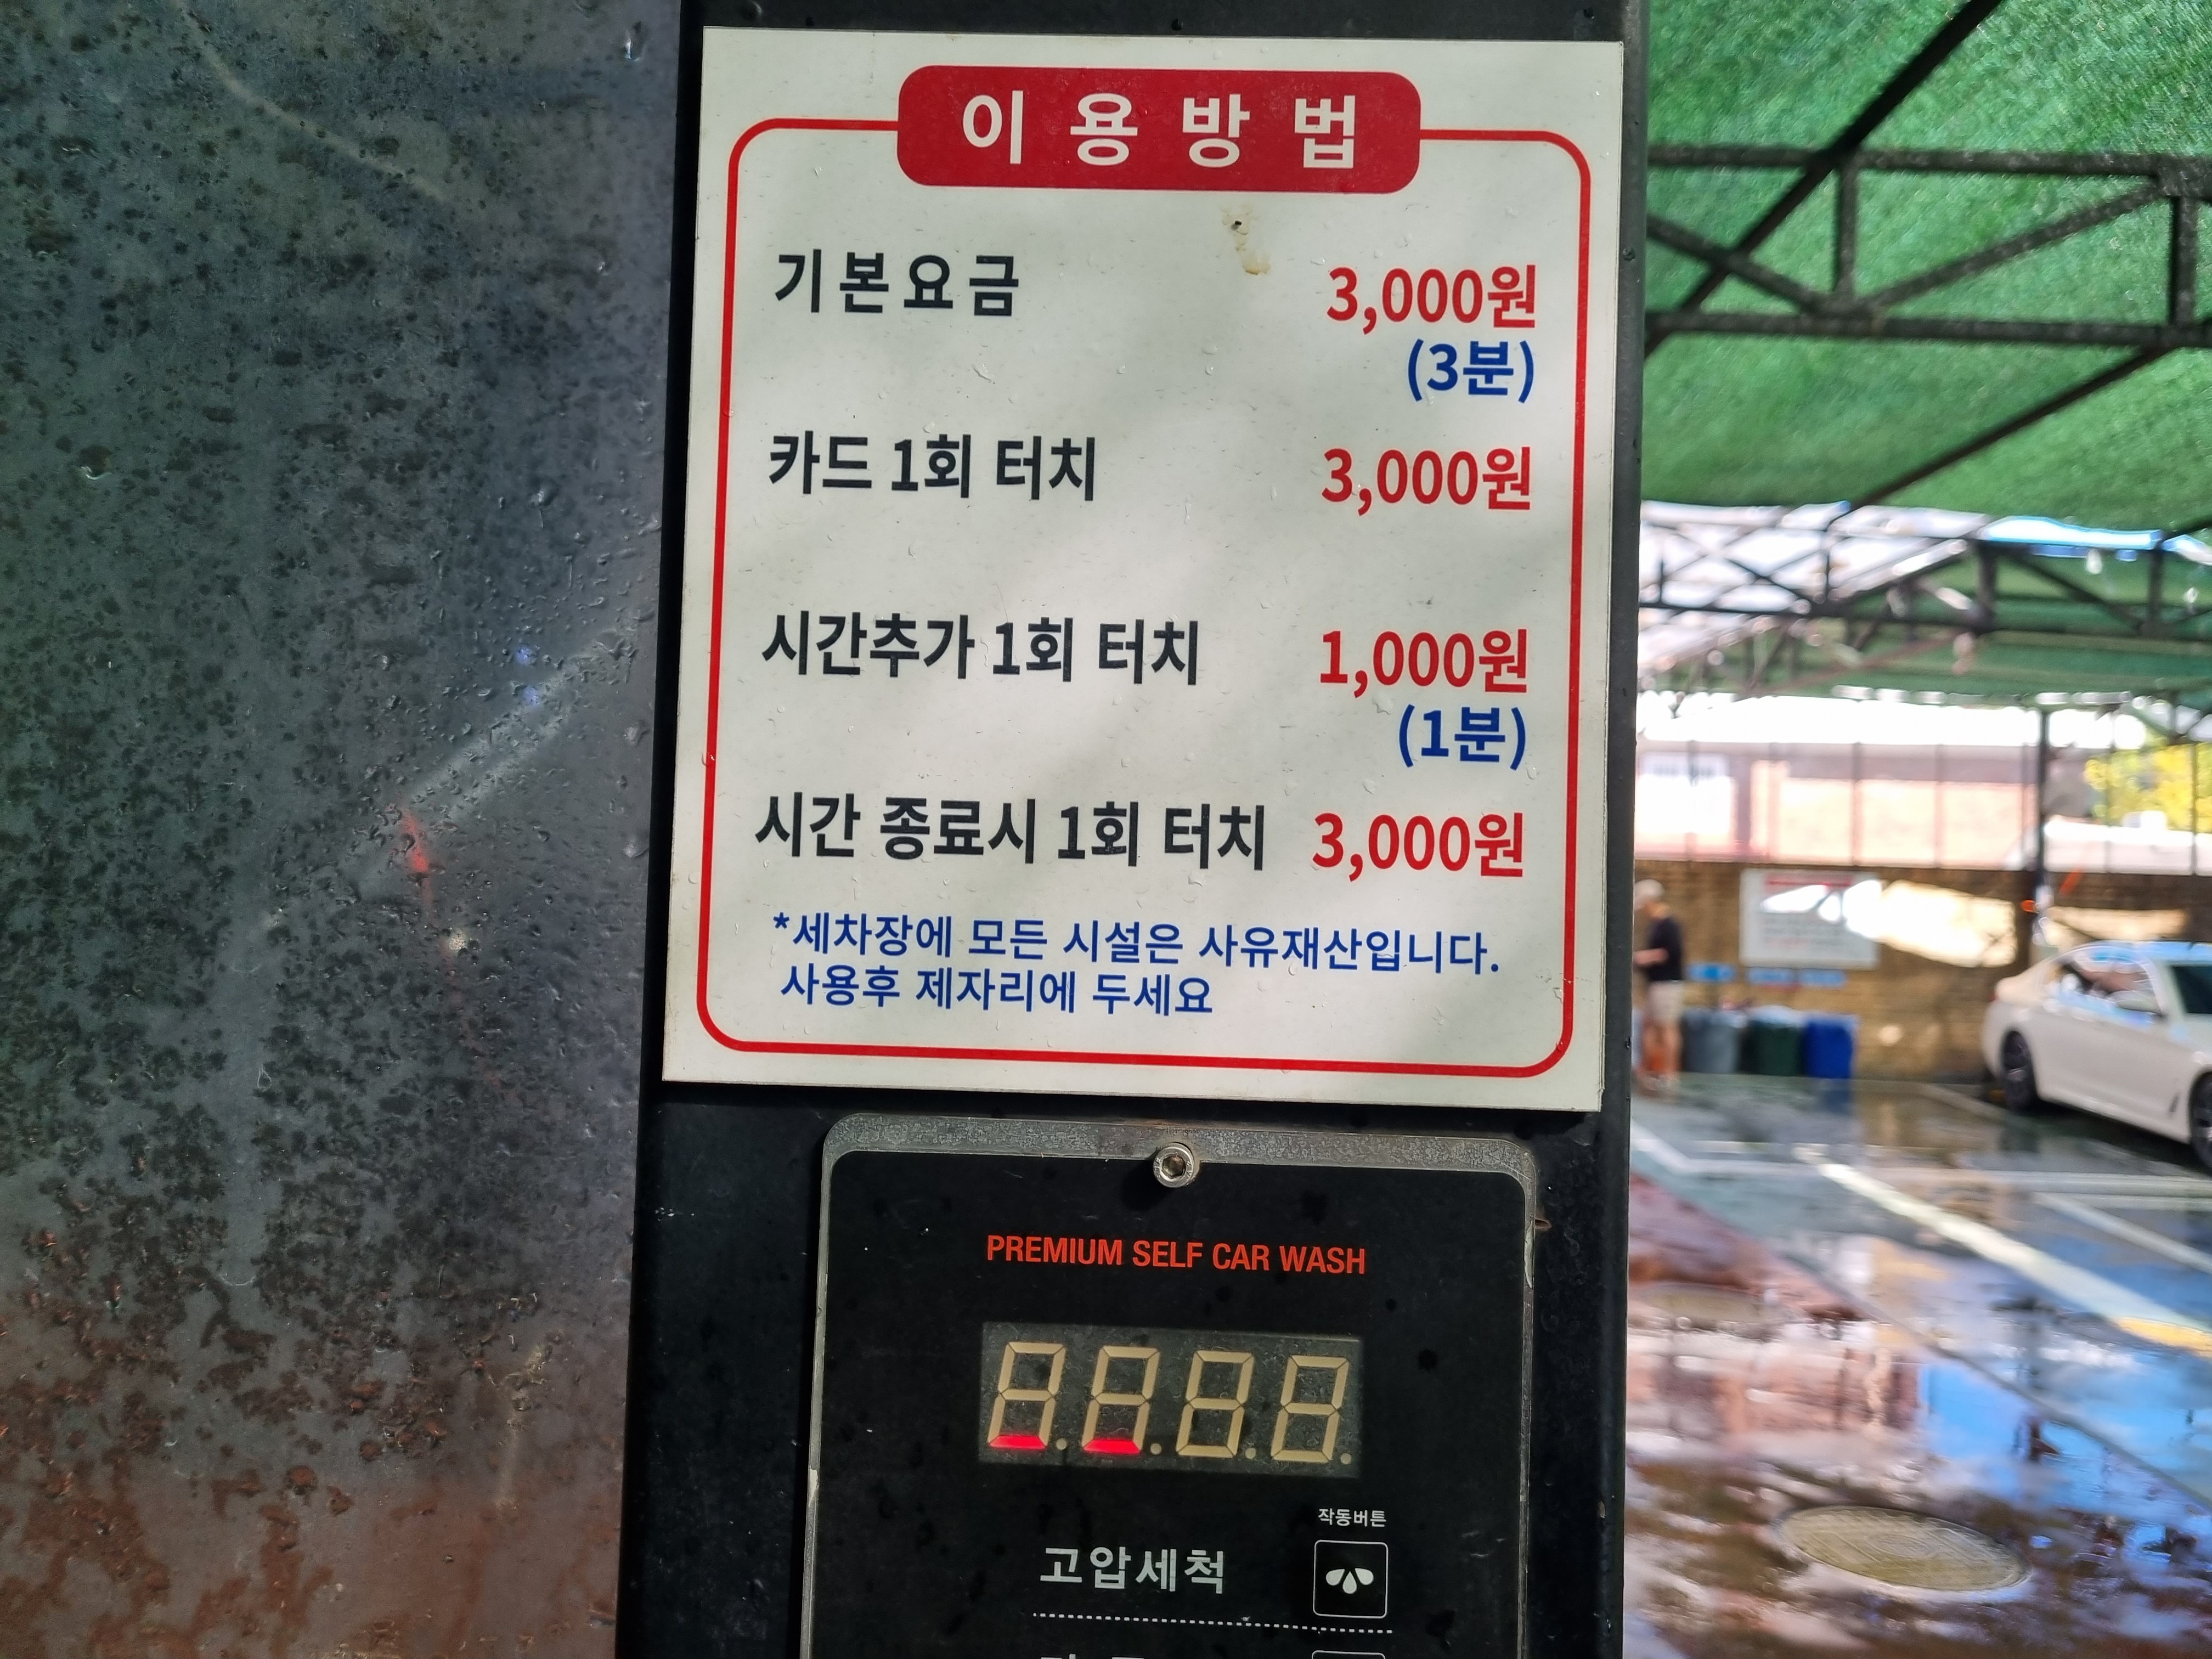 이용방법
기본요금 3,000원
(3분)
카드 1회 터치 3,000원
시간추가 1회 터치 1,000원
(1분)
시간 종료시 1회 터치 3,000원
*세차장에 모든 시설은 사유재산입니다.
사용후 제자리에 두세요
PREMIUM SELF CAR WASH
작동버튼
고압세척